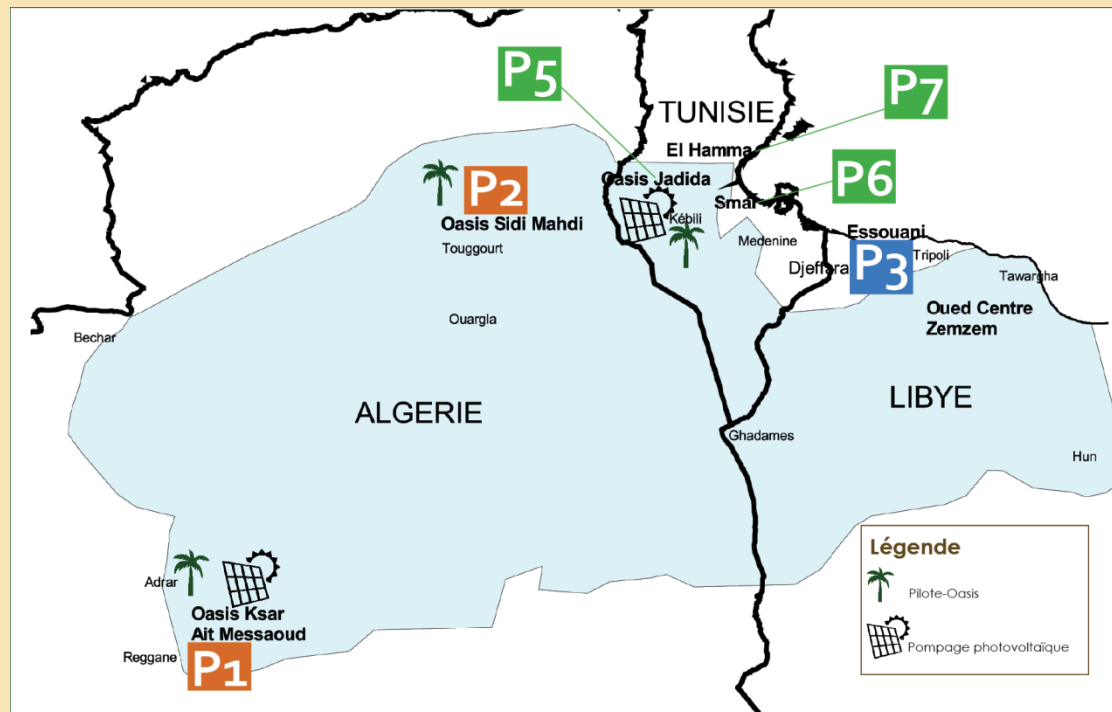 P5
TUNISIE
P7
El Hamma
P2
Oasis Jadida
P6
Oasis Sidi Mahdi
Smar
Kébili
Touggourt
Medenine
Essouani
Djeffara
P3
Tripoli
Tawargha
Ouargla
Oued Centre
Zemzem
Bechar
ALGERIE
LIBYE
Ghadames
Hun
Légende
Pilote-Oasis
Pompage photovoltaïque
Adrar
Oasis Ksar
Ait Messaoud
Reggane
P1